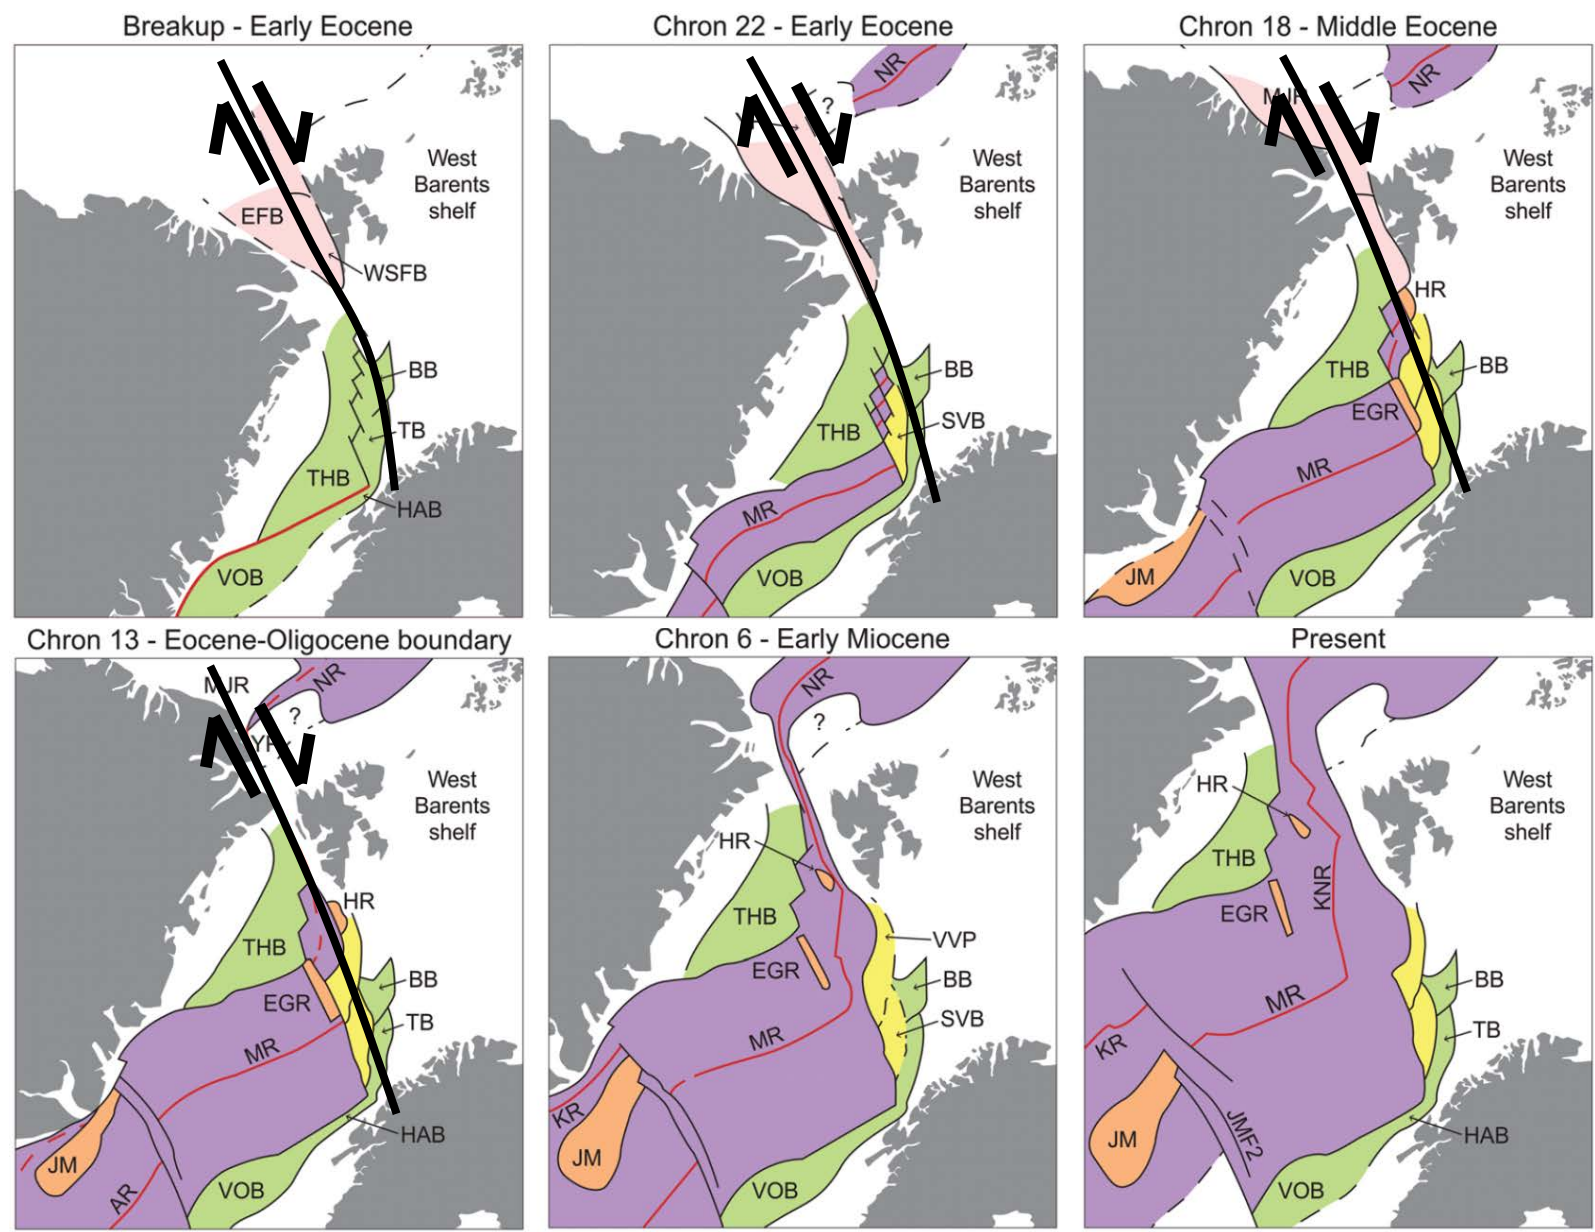 Breakup - Early Eocene
EFB
WSFB
West
Barents
shelf
BB
TB
THB
HAB
VOB
Chron 22 - Early Eocene
NR
?
West
Barents
shelf
BB
SVB
THB
MR
VOB
Chron 18 - Middle Eocene
MJR
NR
West
Barents
shelf
HR
THB
BB
EGR
MR
JM
VOB
Chron 13 - Eocene-Oligocene boundary
MJR
NR
?
West
Barents
shelf
HR
THB
BB
EGR
TB
MR
HAB
JM
AR
VOB
Chron 6 - Early Miocene
NR
?
West
Barents
shelf
HR
THB
VVP
EGR
BB
SVB
MR
KR
JM
VOB
Present
West
Barents
shelf
HR
THB
KNR
EGR
BB
MR
TB
KR
JM
JMF2
HAB
VOB